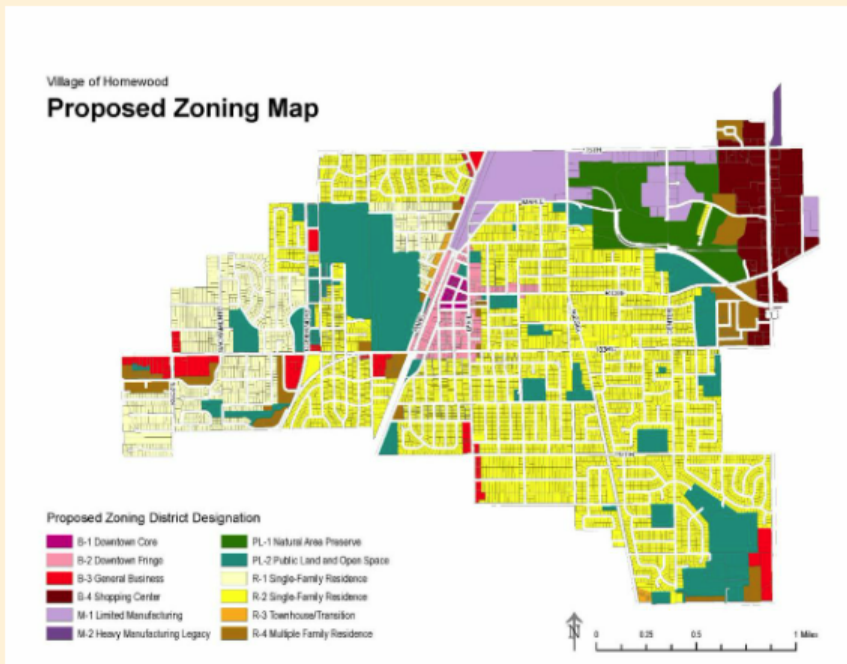 Village of Homewood
Proposed Zoning Map
175TH
183RD
Proposed Zoning District Designation
B-1 Downtown Core
B-2 Downtown Fringe
B-3 General Business
B-4 Shopping Center
M-1 Limited Manufacturing
M-2 Heavy Manufacturing Legacy
PL-1 Natural Area Preserve
PL-2 Public Land and Open Space
R-1 Single-Family Residence
R-2 Single-Family Residence
R-3 Townhouse/Transition
R-4 Multiple Family Residence
N
0 0.25 0.5 1 Miles